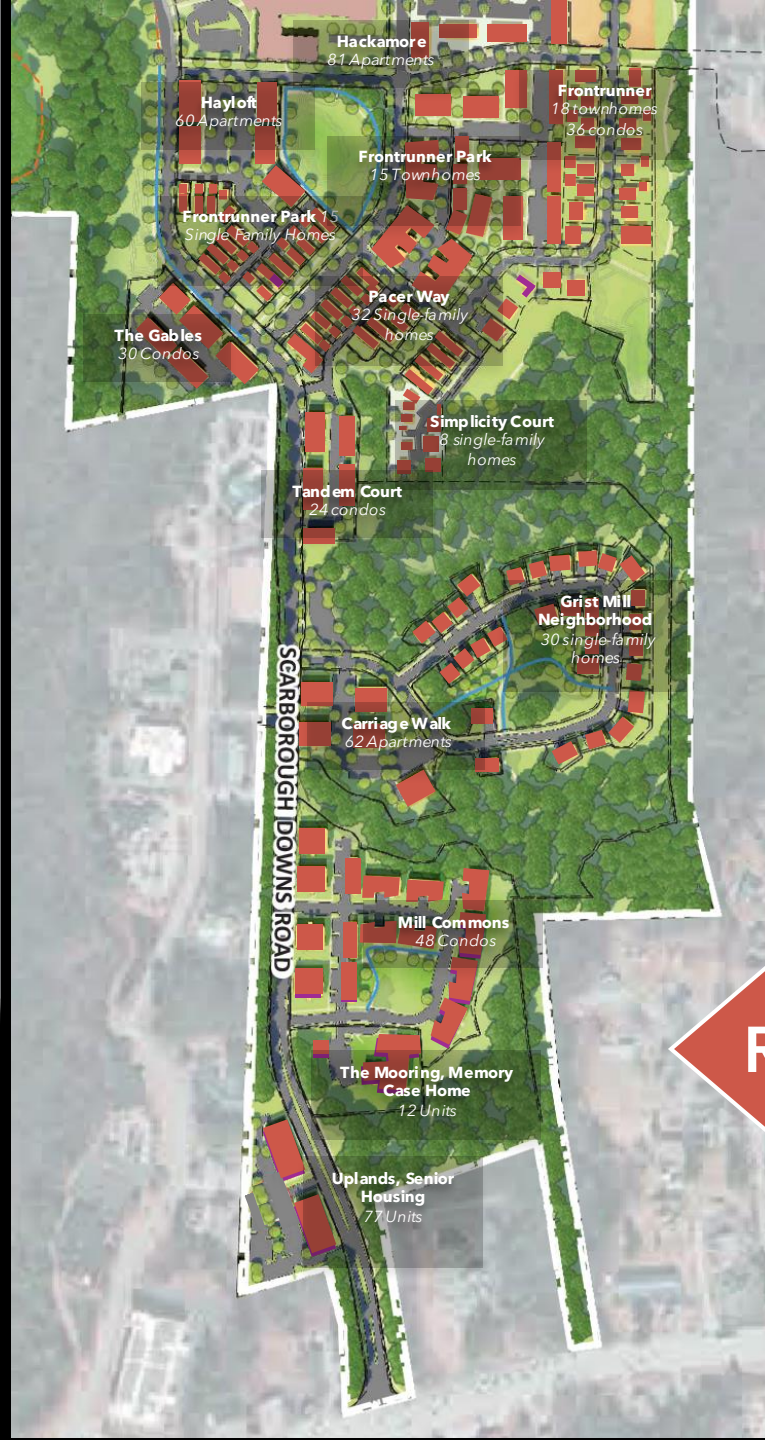 Hackamore
81 Apartments
Hayloft
60 Apartments
Frontrunner
18 townhomes
36 condos
Frontrunner Park
15 Townhomes
Frontrunner Park 15
Single Family Homes
Pacer Way
32 Single-family
homes
The Gables
30 Condos
Simplicity Court
8 single-family
homes
Tandem Court
24 condos
Grist Mill
Neighborhood
30 single-family
homes
SCARBOROUGH DOWNS ROAD
Carriage Walk
62 Apartments
Mill Commons
48 Condos
R
The Mooring, Memory
Case Home
12 Units
Uplands, Senior
Housing
77 Units